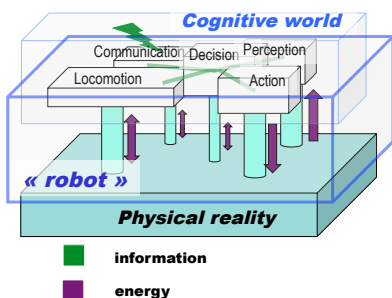 Cognitive world
Communication
Decision
Perception
Locomotion
Action
« robot »
Physical reality
information
energy